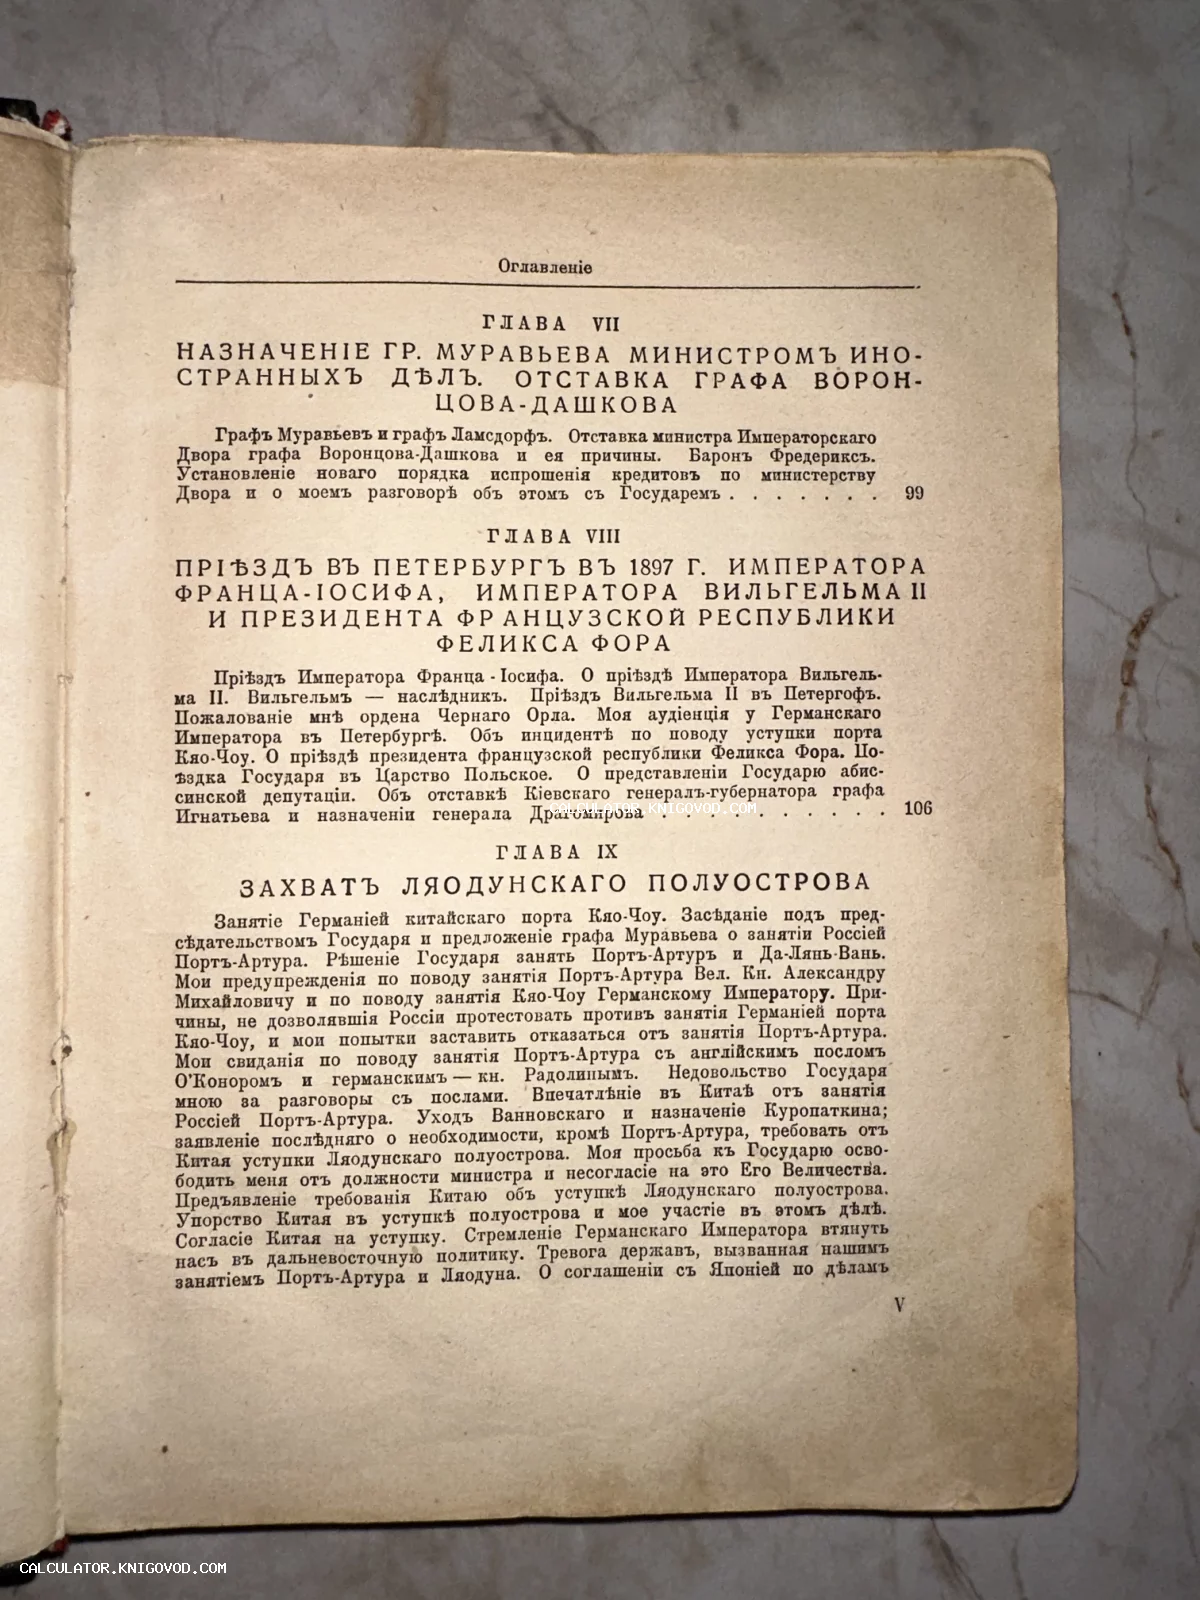 Оглавленіе
ГЛАВА VII
НАЗНАЧЕНІЕ ГР. МУРАВЬЕВА МИНИСТРОМЪ ИНО-
СТРАННЫХЪ ДѢЛЪ. ОТСТАВКА ГРАФА ВОРОН-
ЦОВА-ДАШКОВА
Графъ Муравьевъ и графъ Ламсдорфъ. Отставка министра Императорскаго
Двора графа Воронцова-Дашкова и ея причины. Баронъ Фредериксъ.
Установленіе новаго порядка испрошенія кредитовъ по министерству
Двора и о моемъ разговорѣ объ этомъ съ Государемъ . . . . . . . 99
ГЛАВА VIII
ПРІѢЗДЪ ВЪ ПЕТЕРБУРГЪ ВЪ 1897 Г. ИМПЕРАТОРА
ФРАНЦА-ІОСИФА, ИМПЕРАТОРА ВИЛЬГЕЛЬМА II
И ПРЕЗИДЕНТА ФРАНЦУЗСКОЙ РЕСПУБЛИКИ
ФЕЛИКСА ФОРА
Пріѣздъ Императора Франца-Іосифа. О пріѣздѣ Императора Вильгель-
ма II. Вильгельмъ — наслѣдникъ. Пріѣздъ Вильгельма II въ Петергофъ.
Пожалованіе мнѣ ордена Чернаго Орла. Моя аудіенція у Германскаго
Императора въ Петербургѣ. Объ инцидентѣ по поводу уступки порта
Кяо-Чоу. О пріѣздѣ президента французской республики Феликса Фора. По-
ѣздка Государя въ Царство Польское. О представленіи Государю абис-
синской депутаціи. Объ отставкѣ Кіевскаго генералъ-губернатора графа
Игнатьева и назначеніи генерала Драгомирова . . . . . . . . . . 106
CALCULATOR.KNIGOVOD.COM
ГЛАВА IX
ЗАХВАТЪ ЛЯОДУНСКАГО ПОЛУОСТРОВА
Занятіе Германіей китайскаго порта Кяо-Чоу. Засѣданіе подъ пред-
сѣдательствомъ Государя и предложеніе графа Муравьева о занятіи Россіей
Портъ-Артура. Рѣшеніе Государя занять Портъ-Артуръ и Да-Лянь-Вань.
Мои предупрежденія по поводу занятія Портъ-Артура Вел. Кн. Александру
Михайловичу и по поводу занятія Кяо-Чоу Германскому Императору. При-
чины, не дозволявшія Россіи протестовать противъ занятія Германіей порта
Кяо-Чоу, и мои попытки заставить отказаться отъ занятія Портъ-Артура.
Мои свиданія по поводу занятія Портъ-Артура съ англійскимъ посломъ
О'Коноромъ и германскимъ — кн. Радолинымъ. Недовольство Государя
мною за разговоры съ послами. Впечатлѣніе въ Китаѣ отъ занятія
Россіей Портъ-Артура. Уходъ Ванновскаго и назначеніе Куропаткина;
заявленіе послѣдняго о необходимости, кромѣ Портъ-Артура, требовать отъ
Китая уступки Ляодунскаго полуострова. Моя просьба къ Государю осво-
бодить меня отъ должности министра и несогласіе на это Его Величества.
Предъявленіе требованія Китаю объ уступкѣ Ляодунскаго полуострова.
Упорство Китая въ уступкѣ полуострова и мое участіе въ этомъ дѣлѣ.
Согласіе Китая на уступку. Стремленіе Германскаго Императора втянуть
насъ въ дальневосточную политику. Тревога державъ, вызванная нашимъ
занятіемъ Портъ-Артура и Ляодуна. О соглашеніи съ Японіей по дѣламъ
V
CALCULATOR.KNIGOVOD.COM